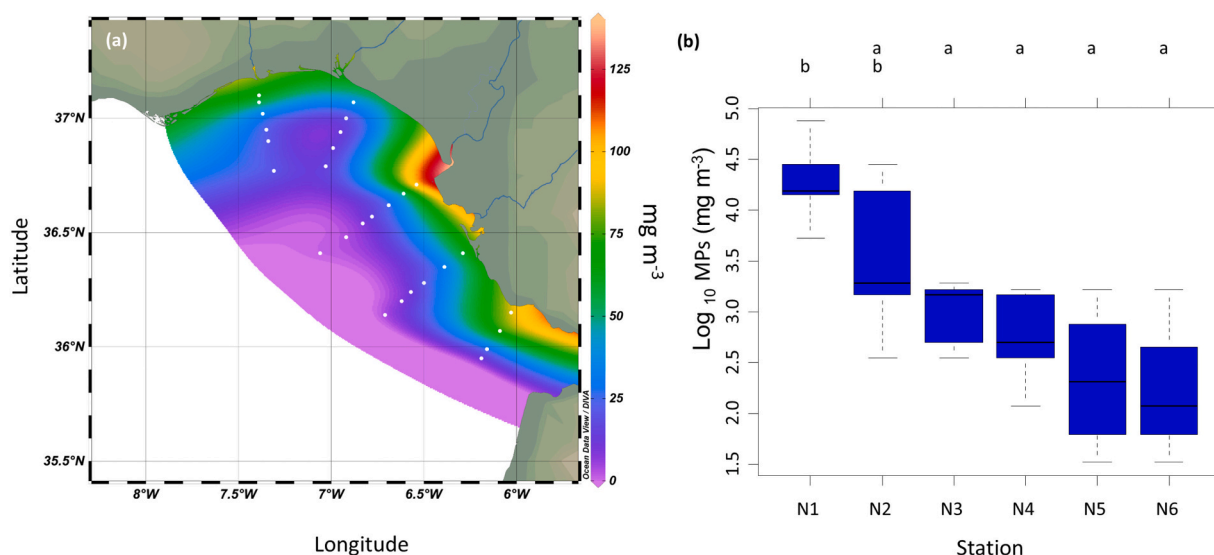 (a)
37°N
36.5°N
36°N
35.5°N
8°W 7.5°W 7°W 6.5°W 6°W
Latitude
Longitude
Ocean Data View / DIVA
125
100
75
50
25
0
mg m⁻³
(b)
a a a a a
b b
5.0
4.5
4.0
3.5
3.0
2.5
2.0
1.5
Log ₁₀ MPs (mg m⁻³)
N1 N2 N3 N4 N5 N6
Station